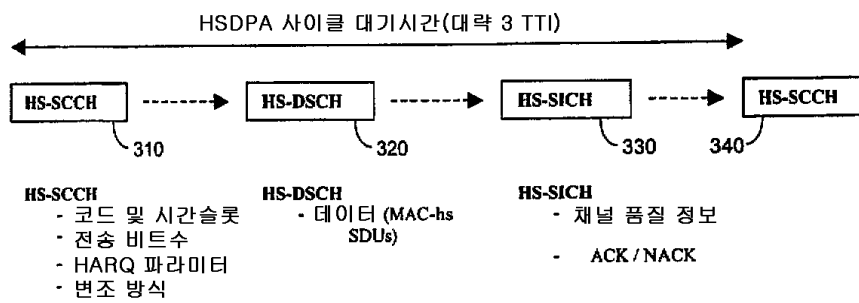 HSDPA 사이클 대기시간(대략 3 TTI)
HS-SCCH
HS-DSCH
HS-SICH
HS-SCCH
310
320
330
340
HS-SCCH
- 코드 및 시간슬롯
- 전송 비트수
- HARQ 파라미터
- 변조 방식
HS-DSCH
- 데이터 (MAC-hs
SDUs)
HS-SICH
- 채널 품질 정보
- ACK / NACK